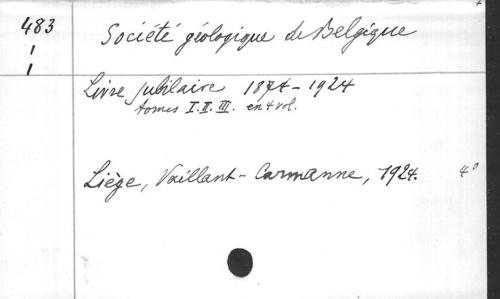 483
1
1
Société géologique de Belgique
Livre Jubilaire 1874-1924
tomes I. II. III. en 4 vol.
Liège, Vaillant-Carmanne, 1924. 4°